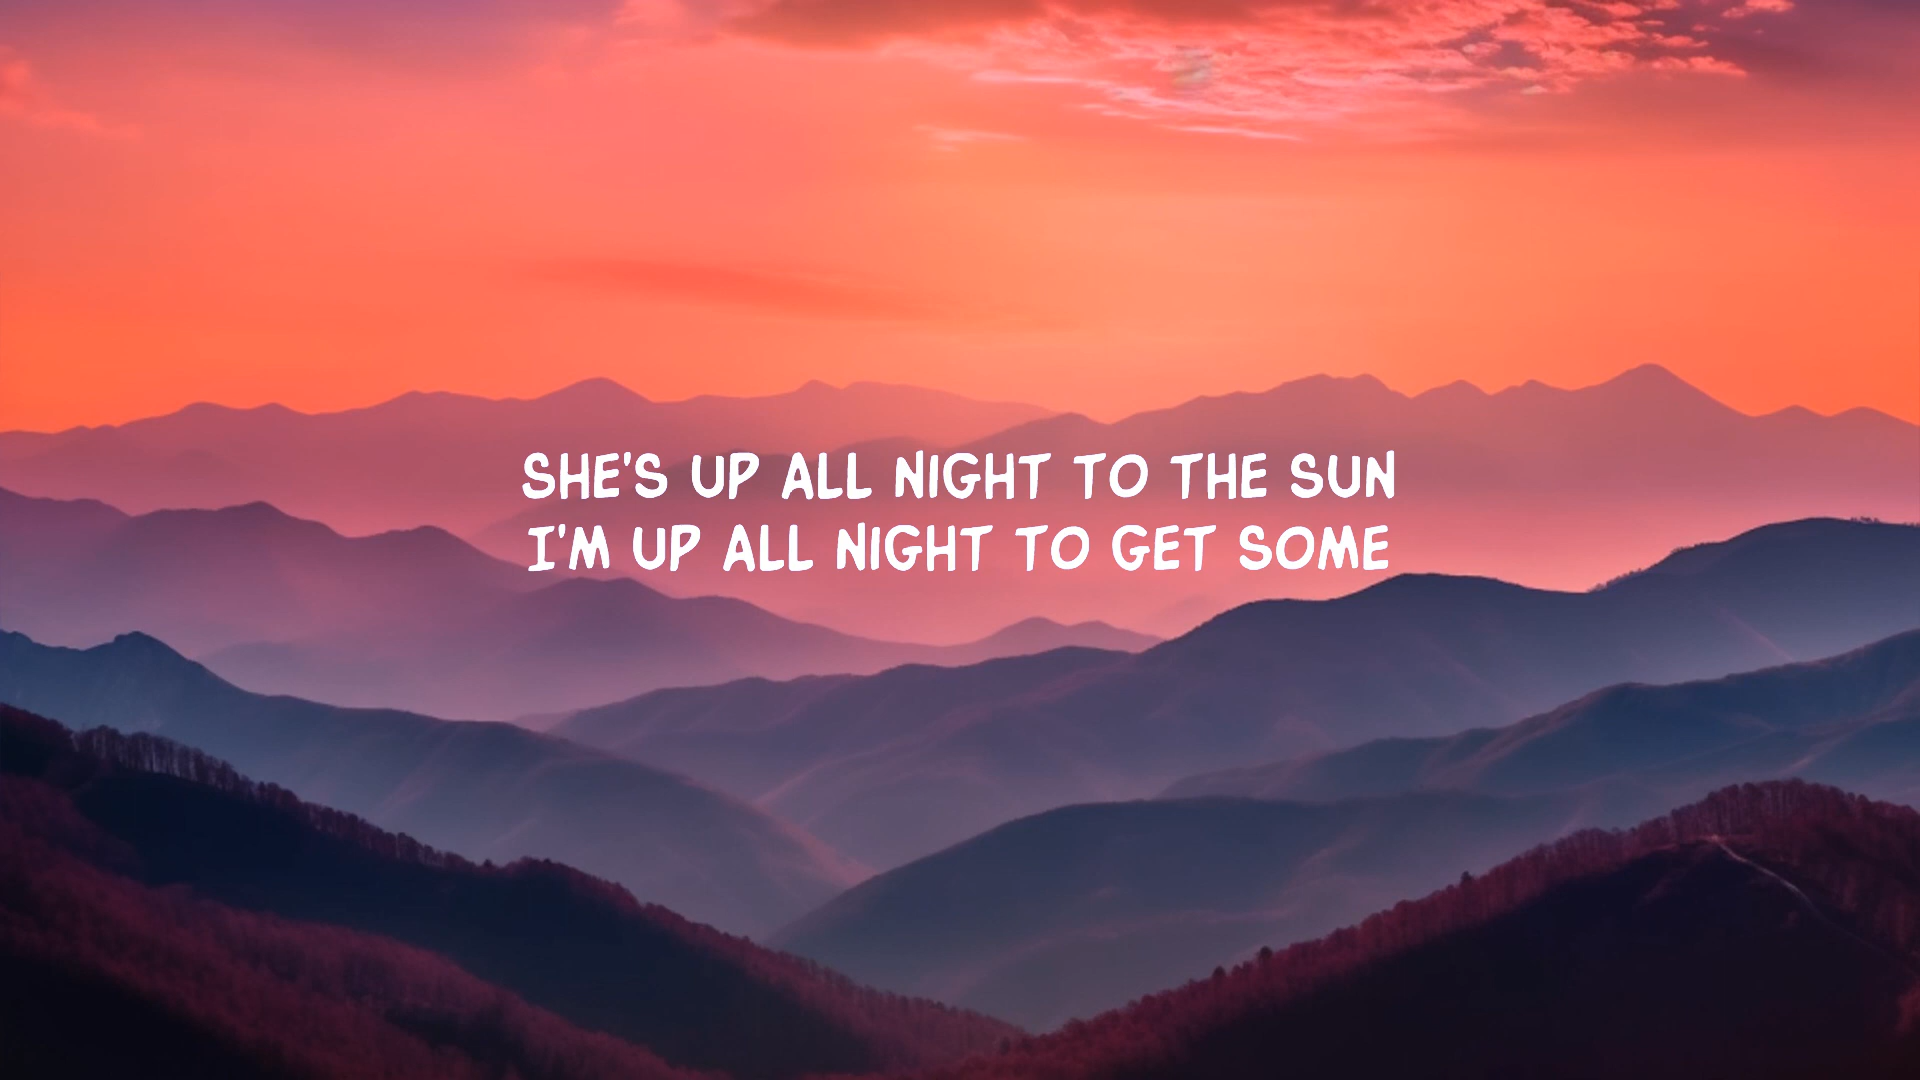 SHE'S UP ALL NIGHT TO THE SUN
I'M UP ALL NIGHT TO GET SOME